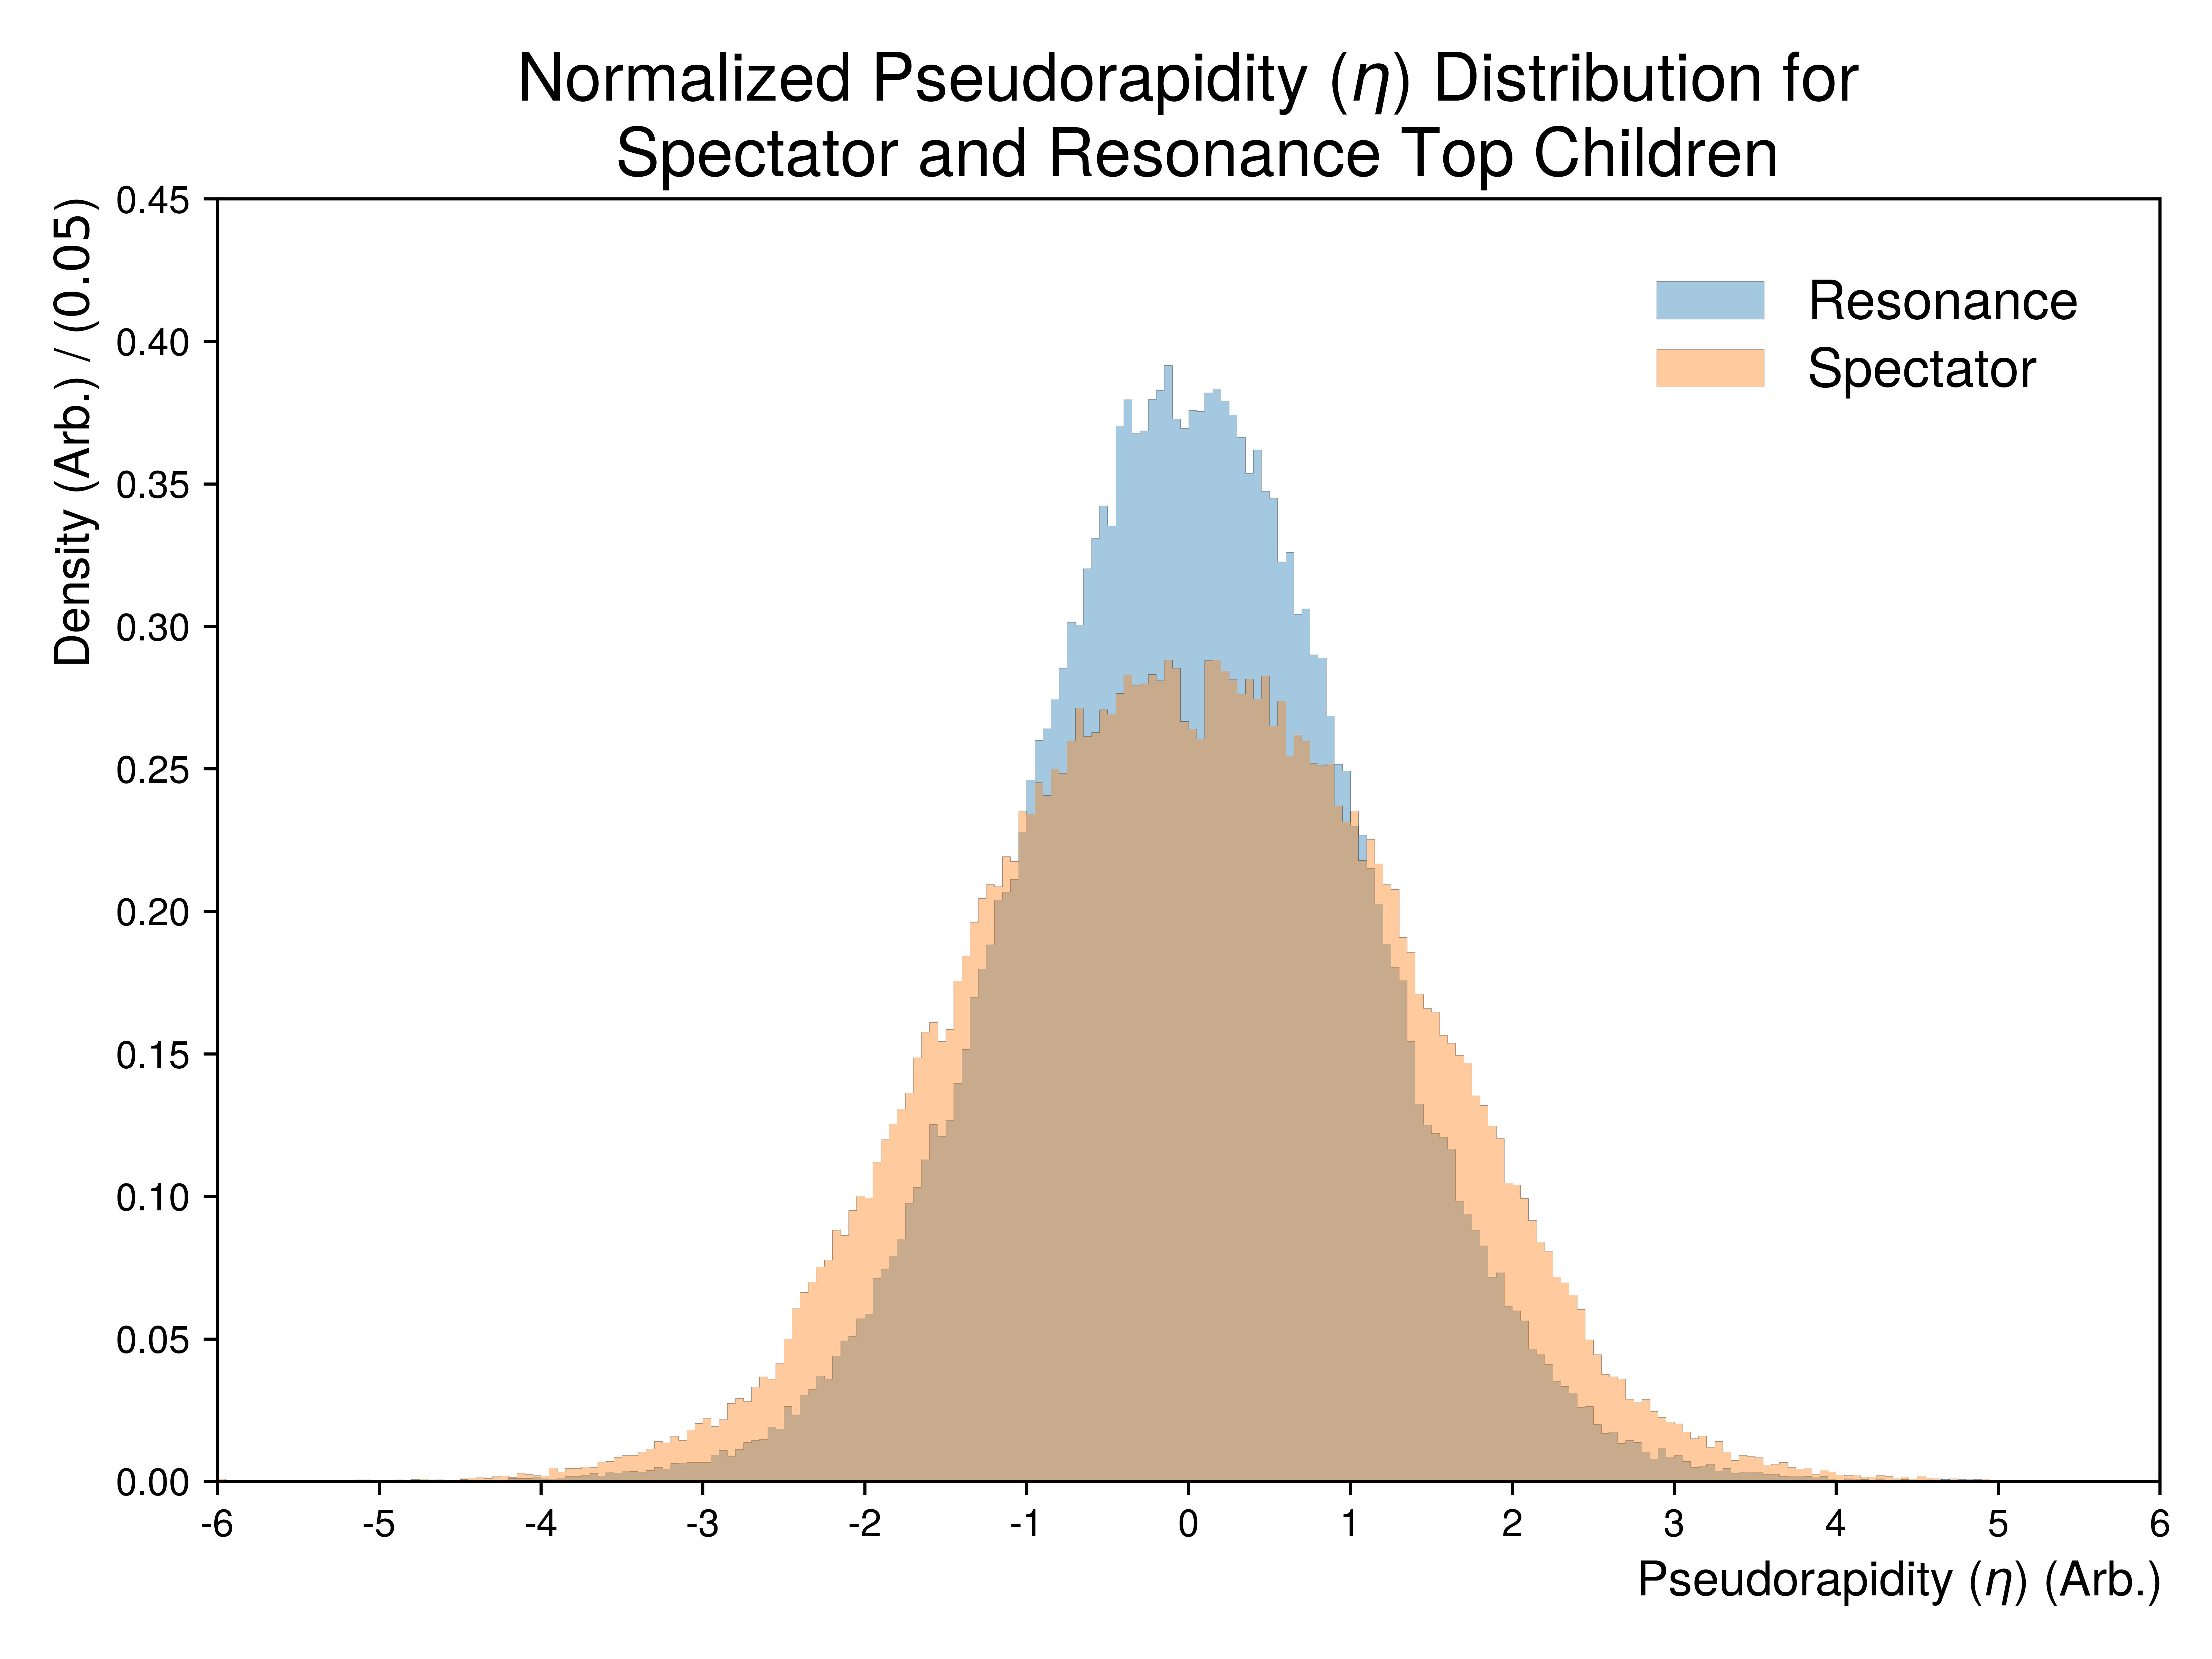 Normalized Pseudorapidity (η) Distribution for
Spectator and Resonance Top Children
Density (Arb.) / (0.05)
0.45
0.40
0.35
0.30
0.25
0.20
0.15
0.10
0.05
0.00
Resonance
Spectator
-6 -5 -4 -3 -2 -1 0 1 2 3 4 5 6
Pseudorapidity (η) (Arb.)